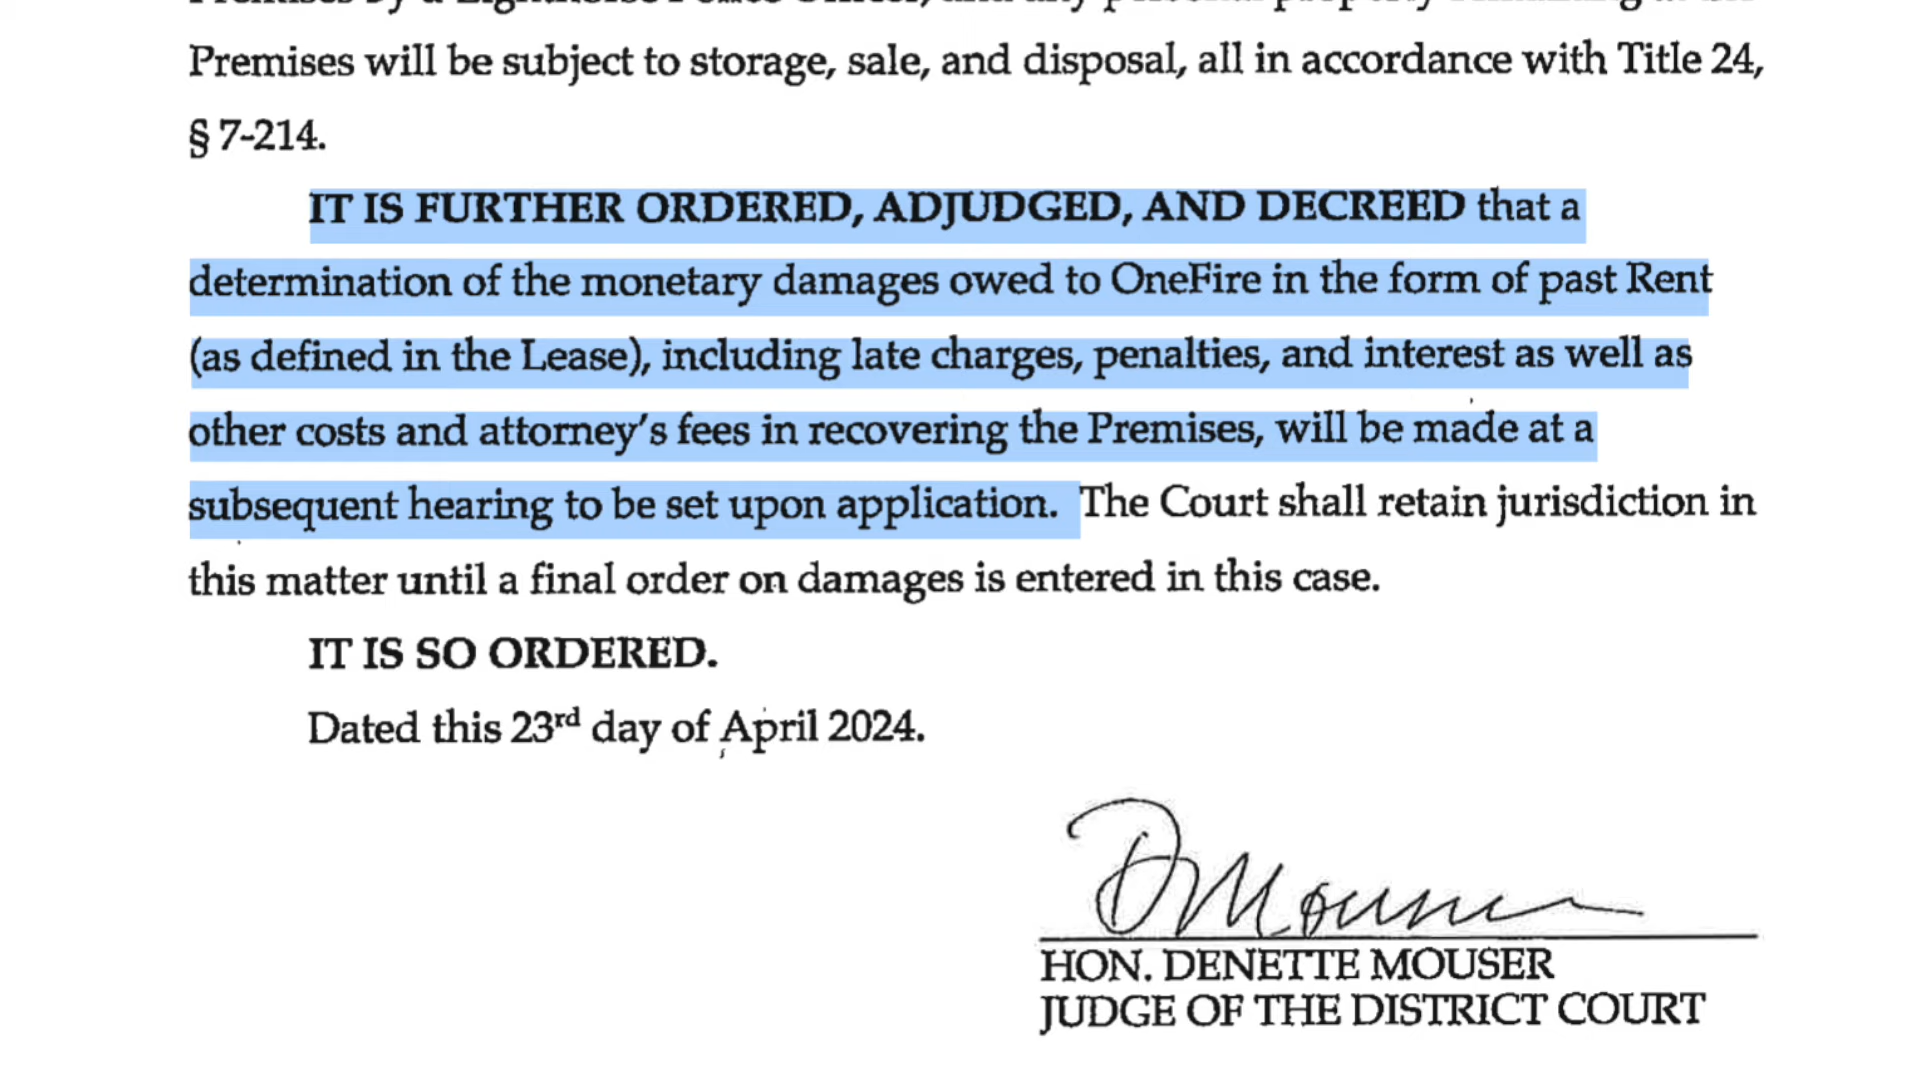 Premises will be subject to storage, sale, and disposal, all in accordance with Title 24,
§ 7-214.
IT IS FURTHER ORDERED, ADJUDGED, AND DECREED that a
determination of the monetary damages owed to OneFire in the form of past Rent
(as defined in the Lease), including late charges, penalties, and interest as well as
other costs and attorney's fees in recovering the Premises, will be made at a
subsequent hearing to be set upon application. The Court shall retain jurisdiction in
this matter until a final order on damages is entered in this case.
IT IS SO ORDERED.
Dated this 23rd day of April 2024.
DMouser
HON. DENETTE MOUSER
JUDGE OF THE DISTRICT COURT